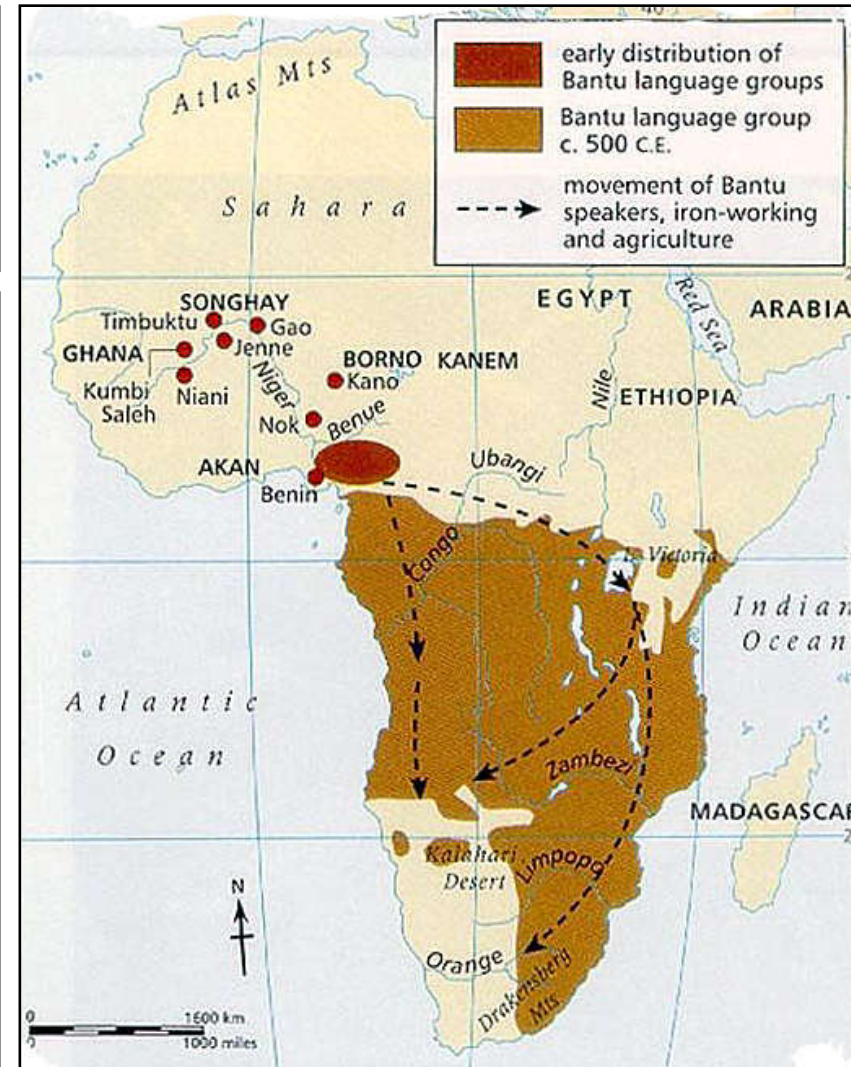 40°
early distribution of
Bantu language groups
Bantu language group
c. 500 C.E.
movement of Bantu
speakers, iron-working
and agriculture
Atlas Mts
Sahara
EGYPT
Red Sea
ARABIA
SONGHAY
Timbuktu
Gao
GHANA
Jenne
Kumbi
Saleh
Niani
Niger
BORNO KANEM
Kano
Nile
ETHIOPIA
Nok
Benue
AKAN
Ubangi
Benin
Congo
L. Victoria
Indian
Ocean
Atlantic
Ocean
Zambezi
MADAGASCAR
Kalahari
Desert
Limpopo
N
Orange
Drakensberg
Mts
0 1600 km
0 1000 miles